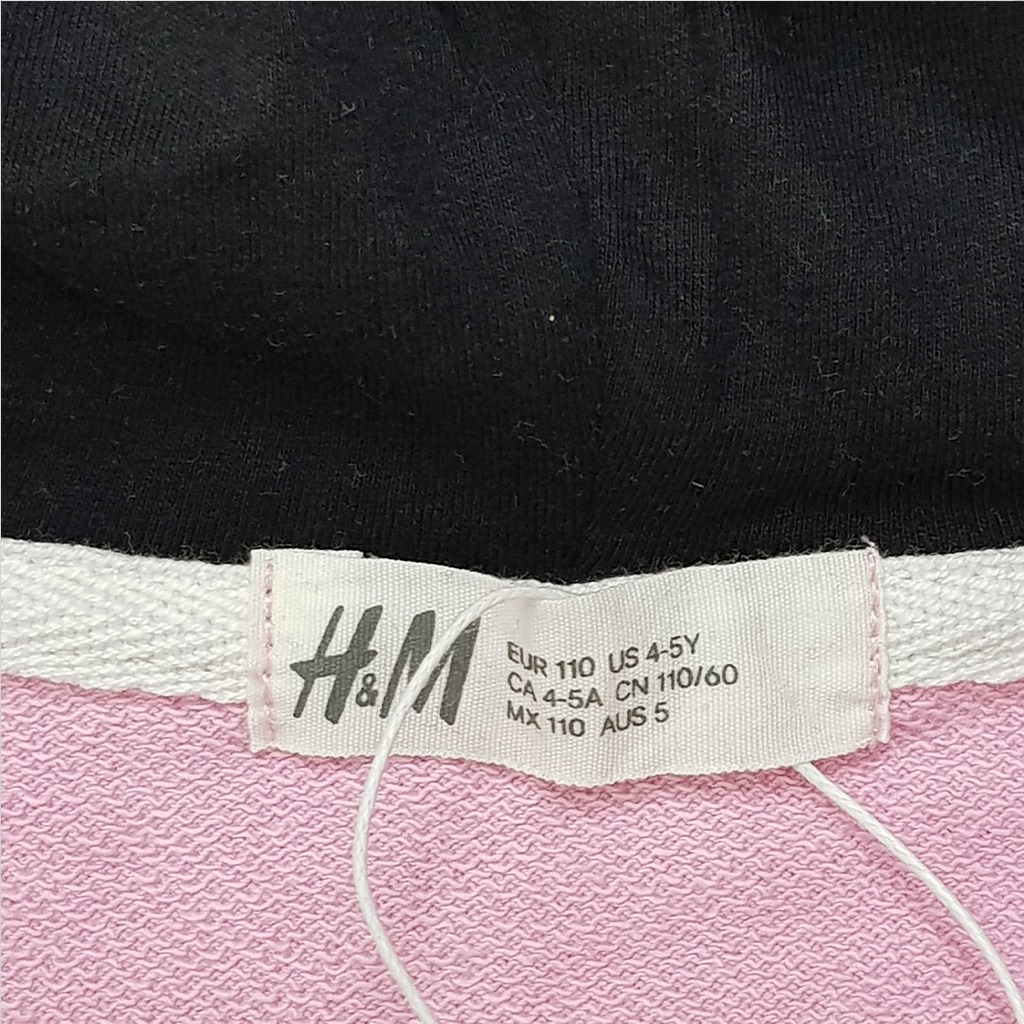 H&M
EUR 110 US 4-5Y
CA 4-5A CN 110/60
MX 110 AUS 5